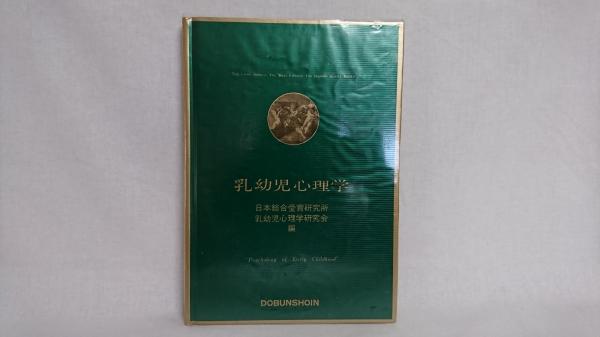 乳幼児心理学
日本総合愛育研究所
乳幼児心理学研究会
編
"Psychology of Early Childhood"
DOBUNSHOIN